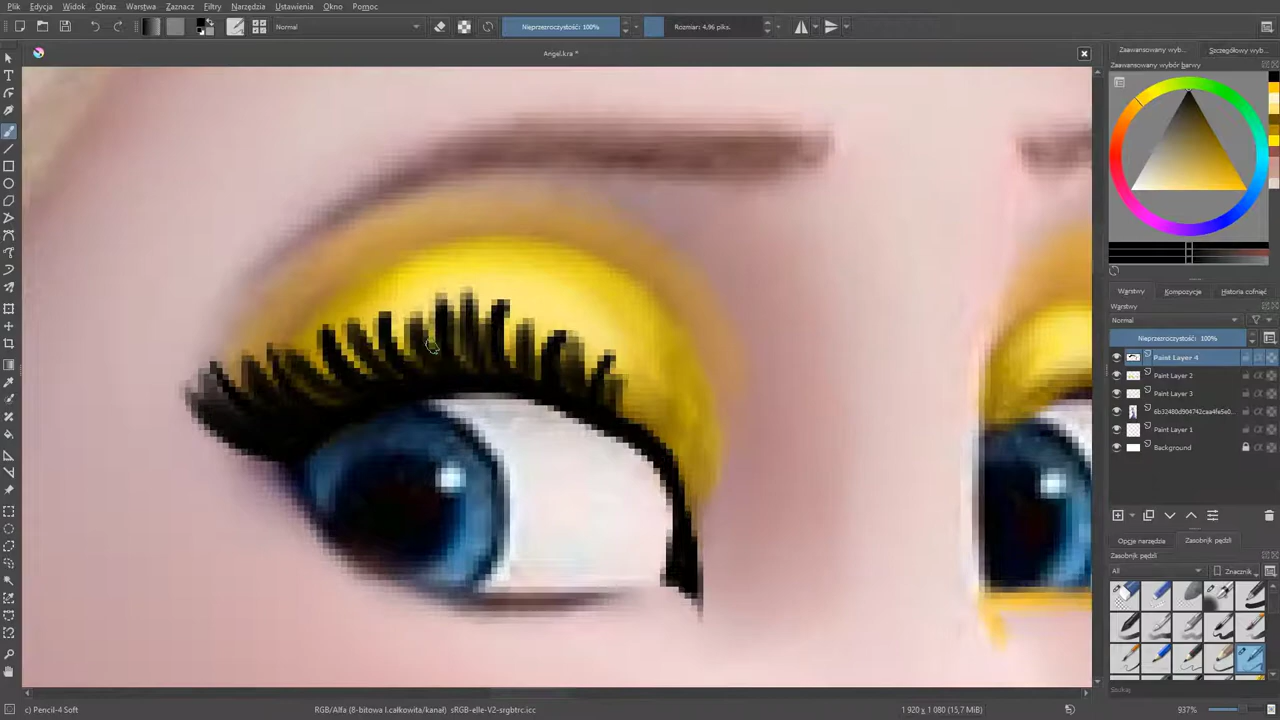 Plik Edycja Widok Obraz Warstwa Zaznacz Filtry Narzędzia Ustawienia Okno Pomoc
Normal Nieprzezroczystość: 100% Rozmiar: 4,96 piks.
Angel.kra *
Zaawansowany wyb... Szczegółowy wyb...
Zaawansowany wybór barwy
Warstwy Kompozycje Historia cofnięć
Warstwy
Normal
Nieprzezroczystość: 100%
Paint Layer 4
Paint Layer 2
Paint Layer 3
6b32480d904742caa4fe5e0...
Paint Layer 1
Background
Opcje narzędzia Zasobnik pędzli
Zasobnik pędzli
All Znacznik
Szukaj
c) Pencil-4 Soft RGB/Alfa (8-bitowa l.całkowita/kanał) sRGB-elle-V2-srgbtrc.icc 1 920 x 1 080 (15,7 MiB) 937%